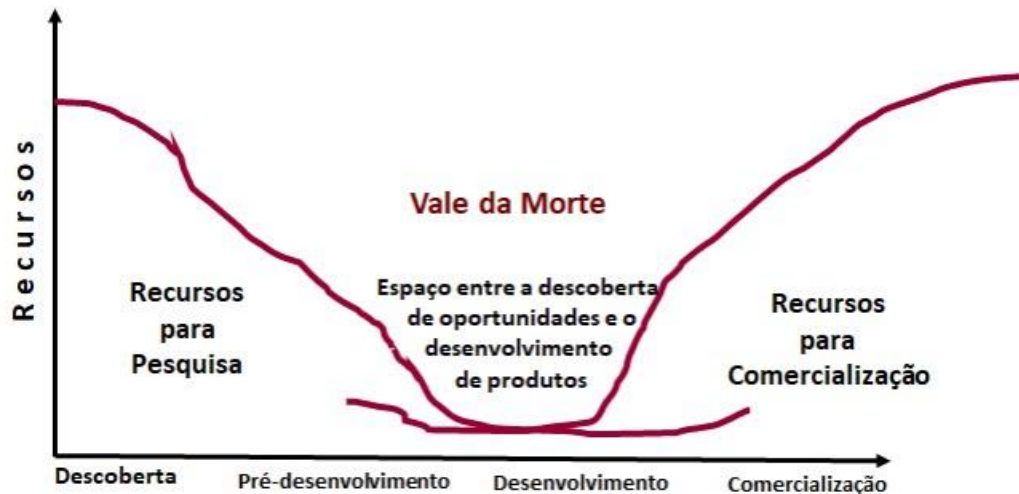 Recursos
Vale da Morte
Espaço entre a descoberta
de oportunidades e o
desenvolvimento
de produtos
Recursos
para
Pesquisa
Recursos
para
Comercialização
Descoberta
Pré-desenvolvimento
Desenvolvimento
Comercialização